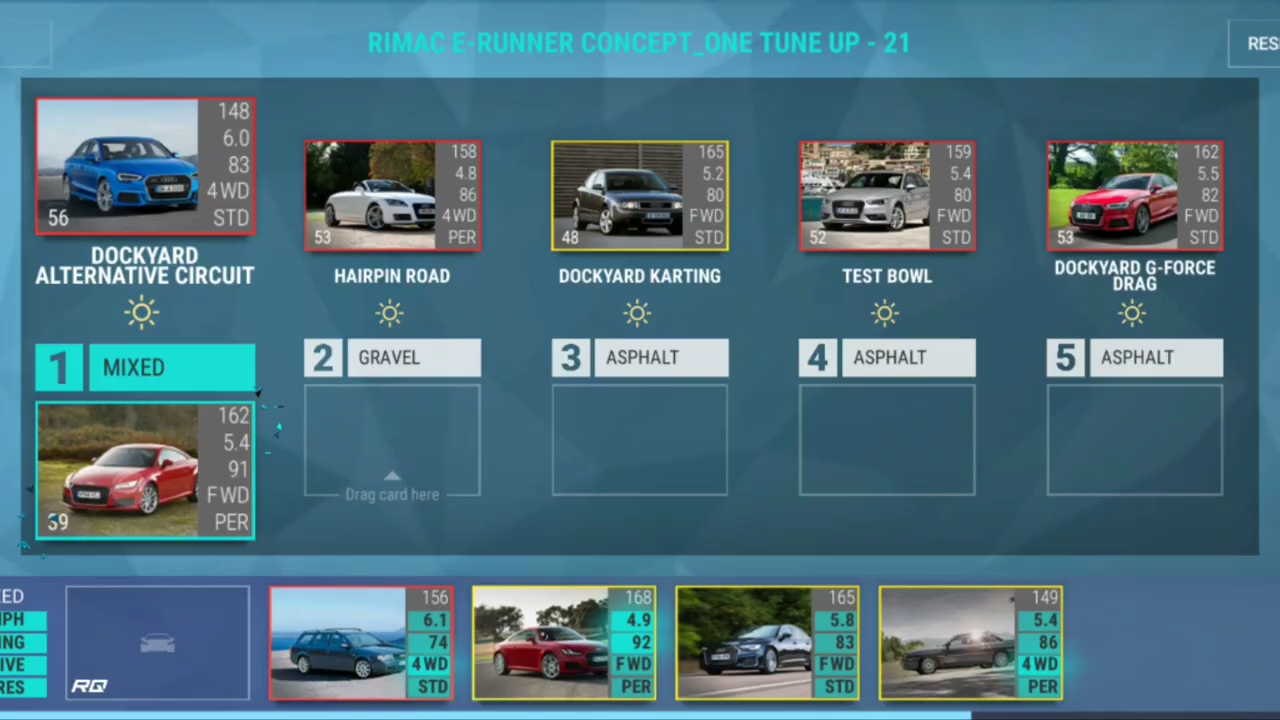 RIMAC E-RUNNER CONCEPT_ONE TUNE UP - 21
RES
148
6.0
83
4WD
STD
56
DOCKYARD
ALTERNATIVE CIRCUIT
1 MIXED
162
5.4
91
FWD
PER
59
158
4.8
86
4WD
PER
53
HAIRPIN ROAD
2 GRAVEL
Drag card here
165
5.2
80
FWD
STD
48
DOCKYARD KARTING
3 ASPHALT
159
5.4
80
FWD
STD
52
TEST BOWL
4 ASPHALT
162
5.5
82
FWD
STD
53
DOCKYARD G-FORCE
DRAG
5 ASPHALT
EED
PH
NG
IVE
RES
RQ
156
6.1
74
4WD
STD
168
4.9
92
FWD
PER
165
5.8
83
FWD
STD
149
5.4
86
4WD
PER